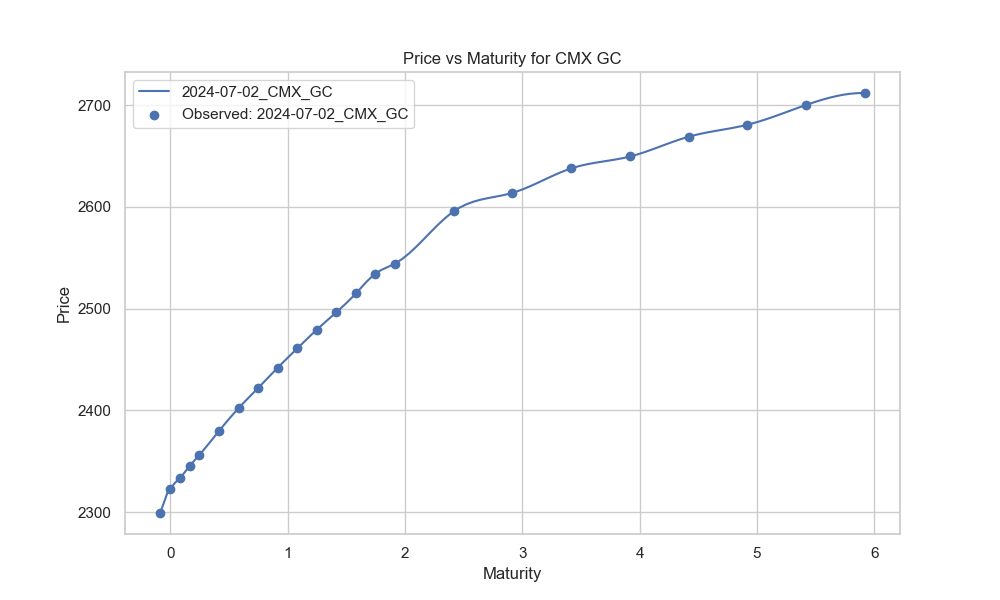 Price vs Maturity for CMX GC
2024-07-02_CMX_GC
Observed: 2024-07-02_CMX_GC
2700
2600
2500
2400
2300
Price
0 1 2 3 4 5 6
Maturity